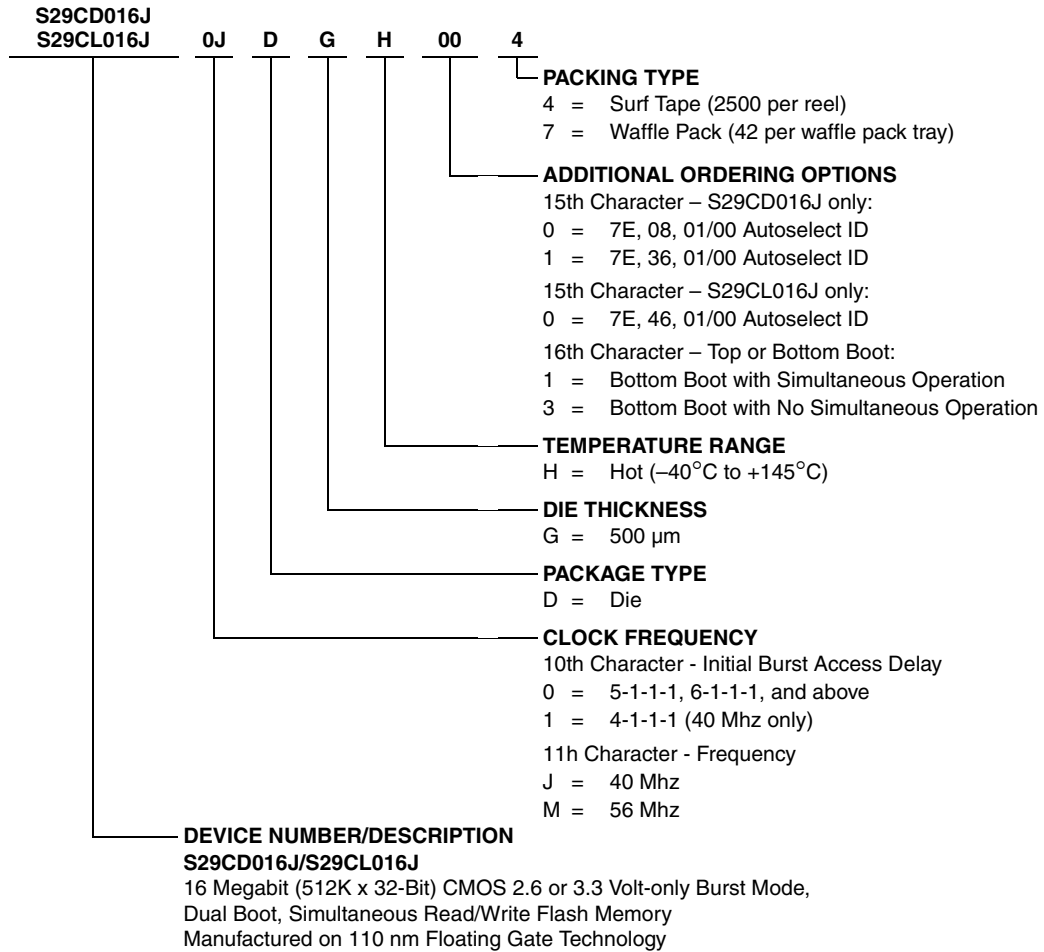 S29CD016J
S29CL016J 0J D G H 00 4
PACKING TYPE
4 = Surf Tape (2500 per reel)
7 = Waffle Pack (42 per waffle pack tray)
ADDITIONAL ORDERING OPTIONS
15th Character – S29CD016J only:
0 = 7E, 08, 01/00 Autoselect ID
1 = 7E, 36, 01/00 Autoselect ID
15th Character – S29CL016J only:
0 = 7E, 46, 01/00 Autoselect ID
16th Character – Top or Bottom Boot:
1 = Bottom Boot with Simultaneous Operation
3 = Bottom Boot with No Simultaneous Operation
TEMPERATURE RANGE
H = Hot (–40°C to +145°C)
DIE THICKNESS
G = 500 µm
PACKAGE TYPE
D = Die
CLOCK FREQUENCY
10th Character - Initial Burst Access Delay
0 = 5-1-1-1, 6-1-1-1, and above
1 = 4-1-1-1 (40 Mhz only)
11h Character - Frequency
J = 40 Mhz
M = 56 Mhz
DEVICE NUMBER/DESCRIPTION
S29CD016J/S29CL016J
16 Megabit (512K x 32-Bit) CMOS 2.6 or 3.3 Volt-only Burst Mode,
Dual Boot, Simultaneous Read/Write Flash Memory
Manufactured on 110 nm Floating Gate Technology